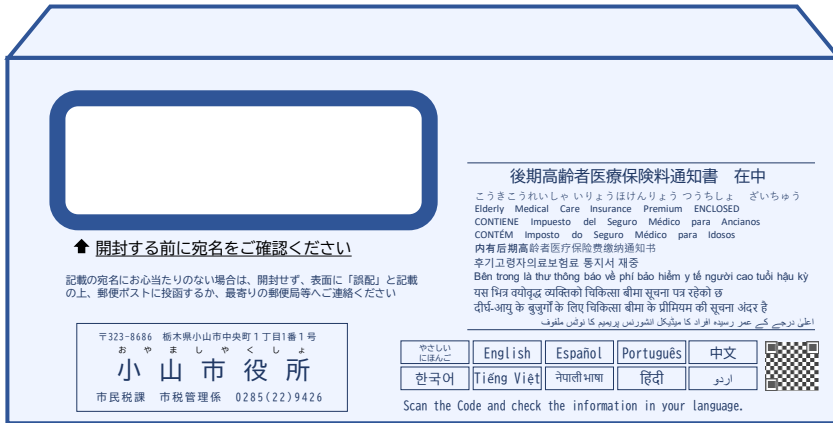 ⬆ 開封する前に宛名をご確認ください
記載の宛名にお心当たりのない場合は、開封せず、表面に「誤配」と記載
の上、郵便ポストに投函するか、最寄りの郵便局等へご連絡ください
〒323-8686 栃木県小山市中央町1丁目1番1号
おやましやくしょ
小山市役所
市民税課 市税管理係 0285(22)9426
後期高齢者医療保険料通知書 在中
こうきこうれいしゃ いりょうほけんりょう つうちしょ ざいちゅう
Elderly Medical Care Insurance Premium ENCLOSED
CONTIENE Impuesto del Seguro Médico para Ancianos
CONTÉM Imposto do Seguro Médico para Idosos
内有后期高龄者医疗保险费缴纳通知书
후기고령자의료보험료 통지서 재중
Bên trong là thư thông báo về phí bảo hiểm y tế người cao tuổi hậu kỳ
यस भित्र वयोवृद्ध व्यक्तिको चिकित्सा बीमा सूचना पत्र रहेको छ
दीर्घ-आयु के बुजुर्गों के लिए चिकित्सा बीमा के प्रीमियम की सूचना अंदर है
اعلیٰ درجے کے عمر رسیدہ افراد کا میڈیکل انشورنس پریمیم کا نوٹس ملفوف
やさしい
にほんご
English
Español
Português
中文
한국어
Tiếng Việt
नेपाली भाषा
हिंदी
اردو
Scan the Code and check the information in your language.